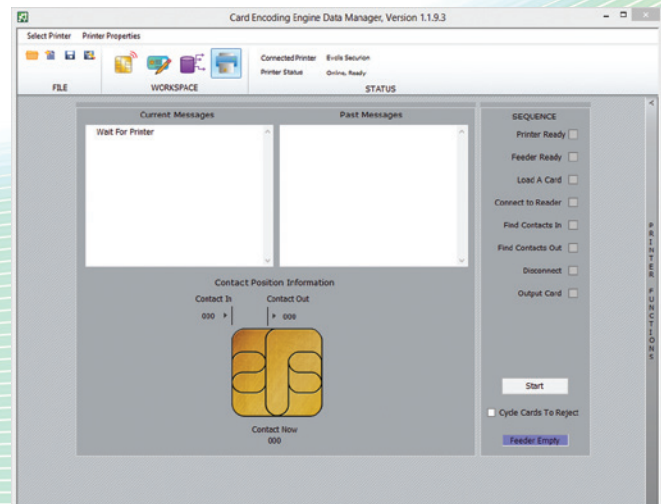 Card Encoding Engine Data Manager, Version 1.1.9.3
Select Printer Printer Properties
Connected Printer Evolis Securion
Printer Status Online, Ready
FILE WORKSPACE STATUS
Current Messages Past Messages SEQUENCE
Wait For Printer
Printer Ready
Feeder Ready
Load A Card
Connect to Reader
Find Contacts In
Find Contacts Out
Disconnect
Output Card
PRINTER FUNCTIONS
Contact Position Information
Contact In Contact Out
000 000
Contact Now
000
Start
Cycle Cards To Reject
Feeder Empty